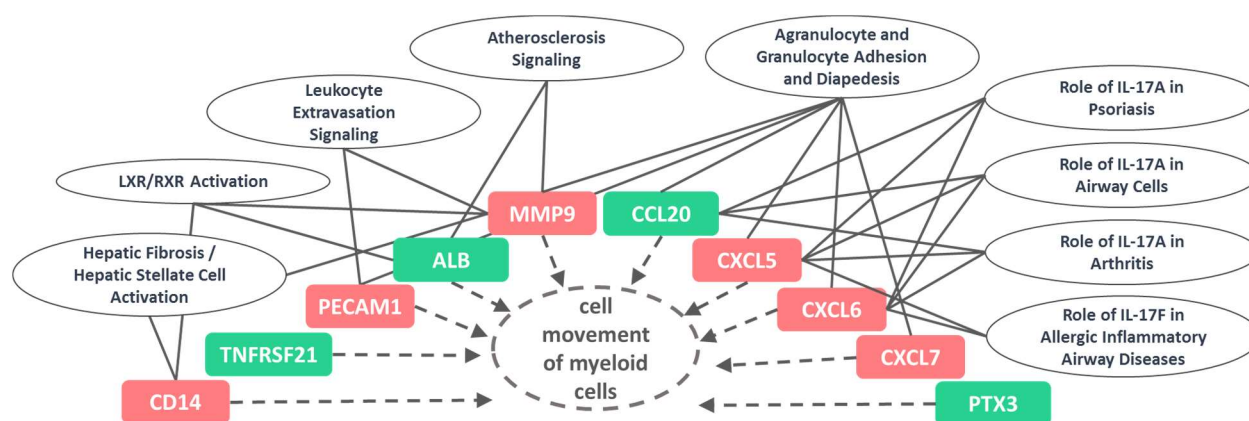 Atherosclerosis
Signaling
Agranulocyte and
Granulocyte Adhesion
and Diapedesis
Leukocyte
Extravasation
Signaling
Role of IL-17A in
Psoriasis
LXR/RXR Activation
Role of IL-17A in
Airway Cells
MMP9
CCL20
Hepatic Fibrosis /
Hepatic Stellate Cell
Activation
ALB
CXCL5
Role of IL-17A in
Arthritis
PECAM1
CXCL6
cell
movement
of myeloid
cells
Role of IL-17F in
Allergic Inflammatory
Airway Diseases
TNFRSF21
CXCL7
CD14
PTX3